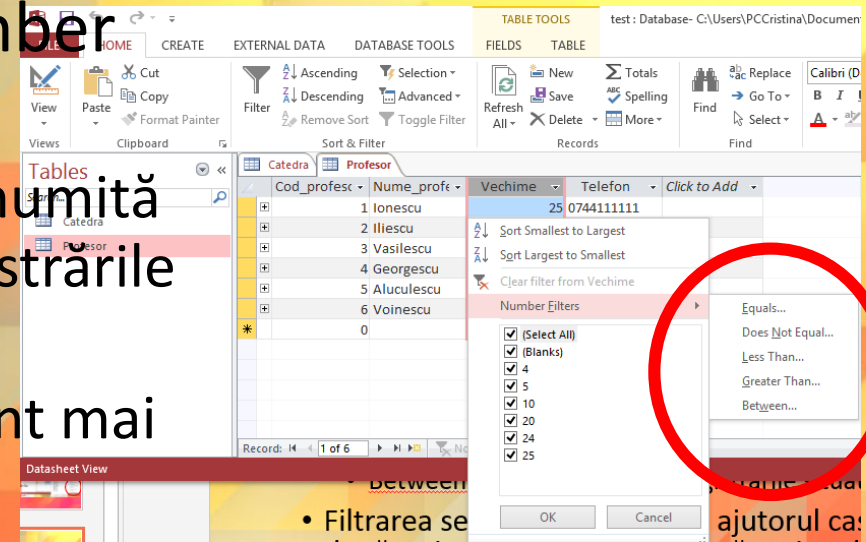 mber
TABLE TOOLS
test : Database- C:\Users\PCCristina\Documen
HOME CREATE EXTERNAL DATA DATABASE TOOLS FIELDS TABLE
View
Views
Paste
Cut
Copy
Format Painter
Clipboard
Filter
Ascending
Descending
Remove Sort
Selection
Advanced
Toggle Filter
Sort & Filter
Refresh All
New
Save
Delete
Totals
Spelling
More
Records
Find
Replace
Go To
Select
Find
Calibri (D
B I U
A
Tables
Catedra
Profesor
umită
strările
nt mai
Catedra Profesor
Cod_profesc Nume_profe Vechime Telefon Click to Add
1 Ionescu 25 0744111111
2 Iliescu
3 Vasilescu
4 Georgescu
5 Aluculescu
6 Voinescu
0
Sort Smallest to Largest
Sort Largest to Smallest
Clear filter from Vechime
Number Filters
(Select All)
(Blanks)
4
5
10
20
24
25
OK Cancel
Equals...
Does Not Equal...
Less Than...
Greater Than...
Between...
Record: 1 of 6
Datasheet View
• Between
• Filtrarea se
ajutorul cas